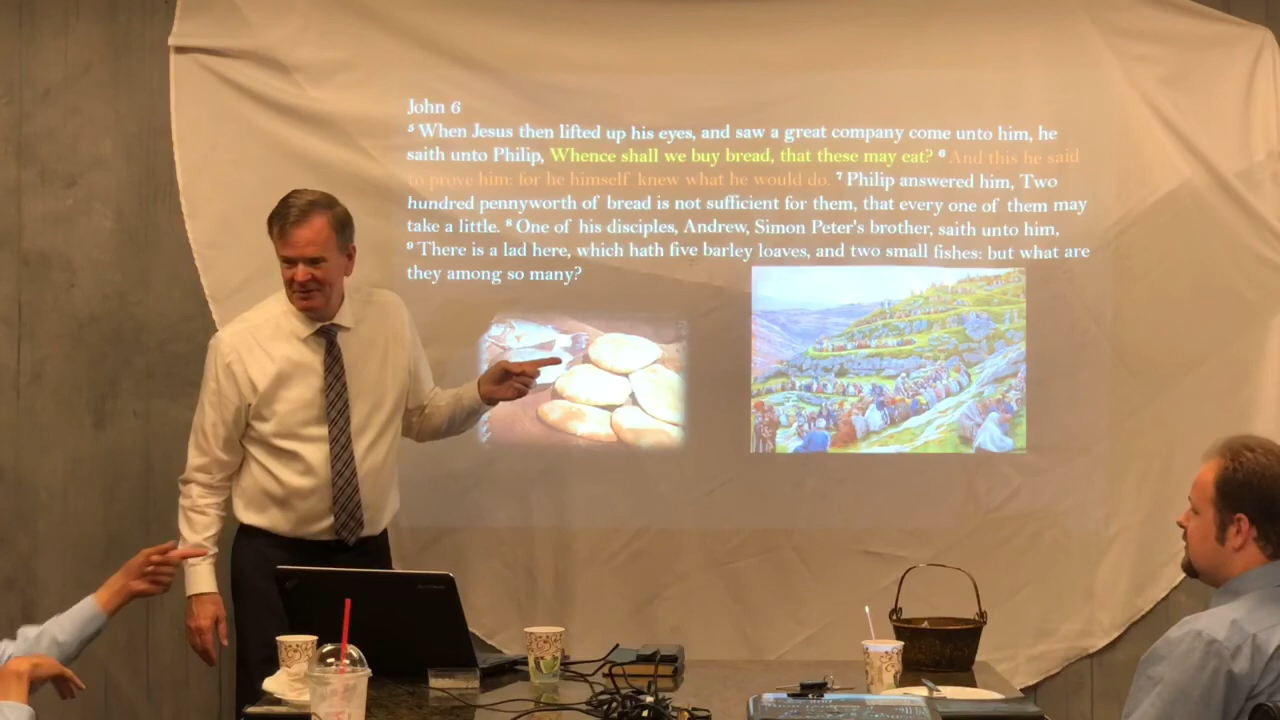 John 6
5 When Jesus then lifted up his eyes, and saw a great company come unto him, he
saith unto Philip, Whence shall we buy bread, that these may eat? 6 And this he said
to prove him: for he himself knew what he would do. 7 Philip answered him, Two
hundred pennyworth of bread is not sufficient for them, that every one of them may
take a little. 8 One of his disciples, Andrew, Simon Peter's brother, saith unto him,
9 There is a lad here, which hath five barley loaves, and two small fishes: but what are
they among so many?